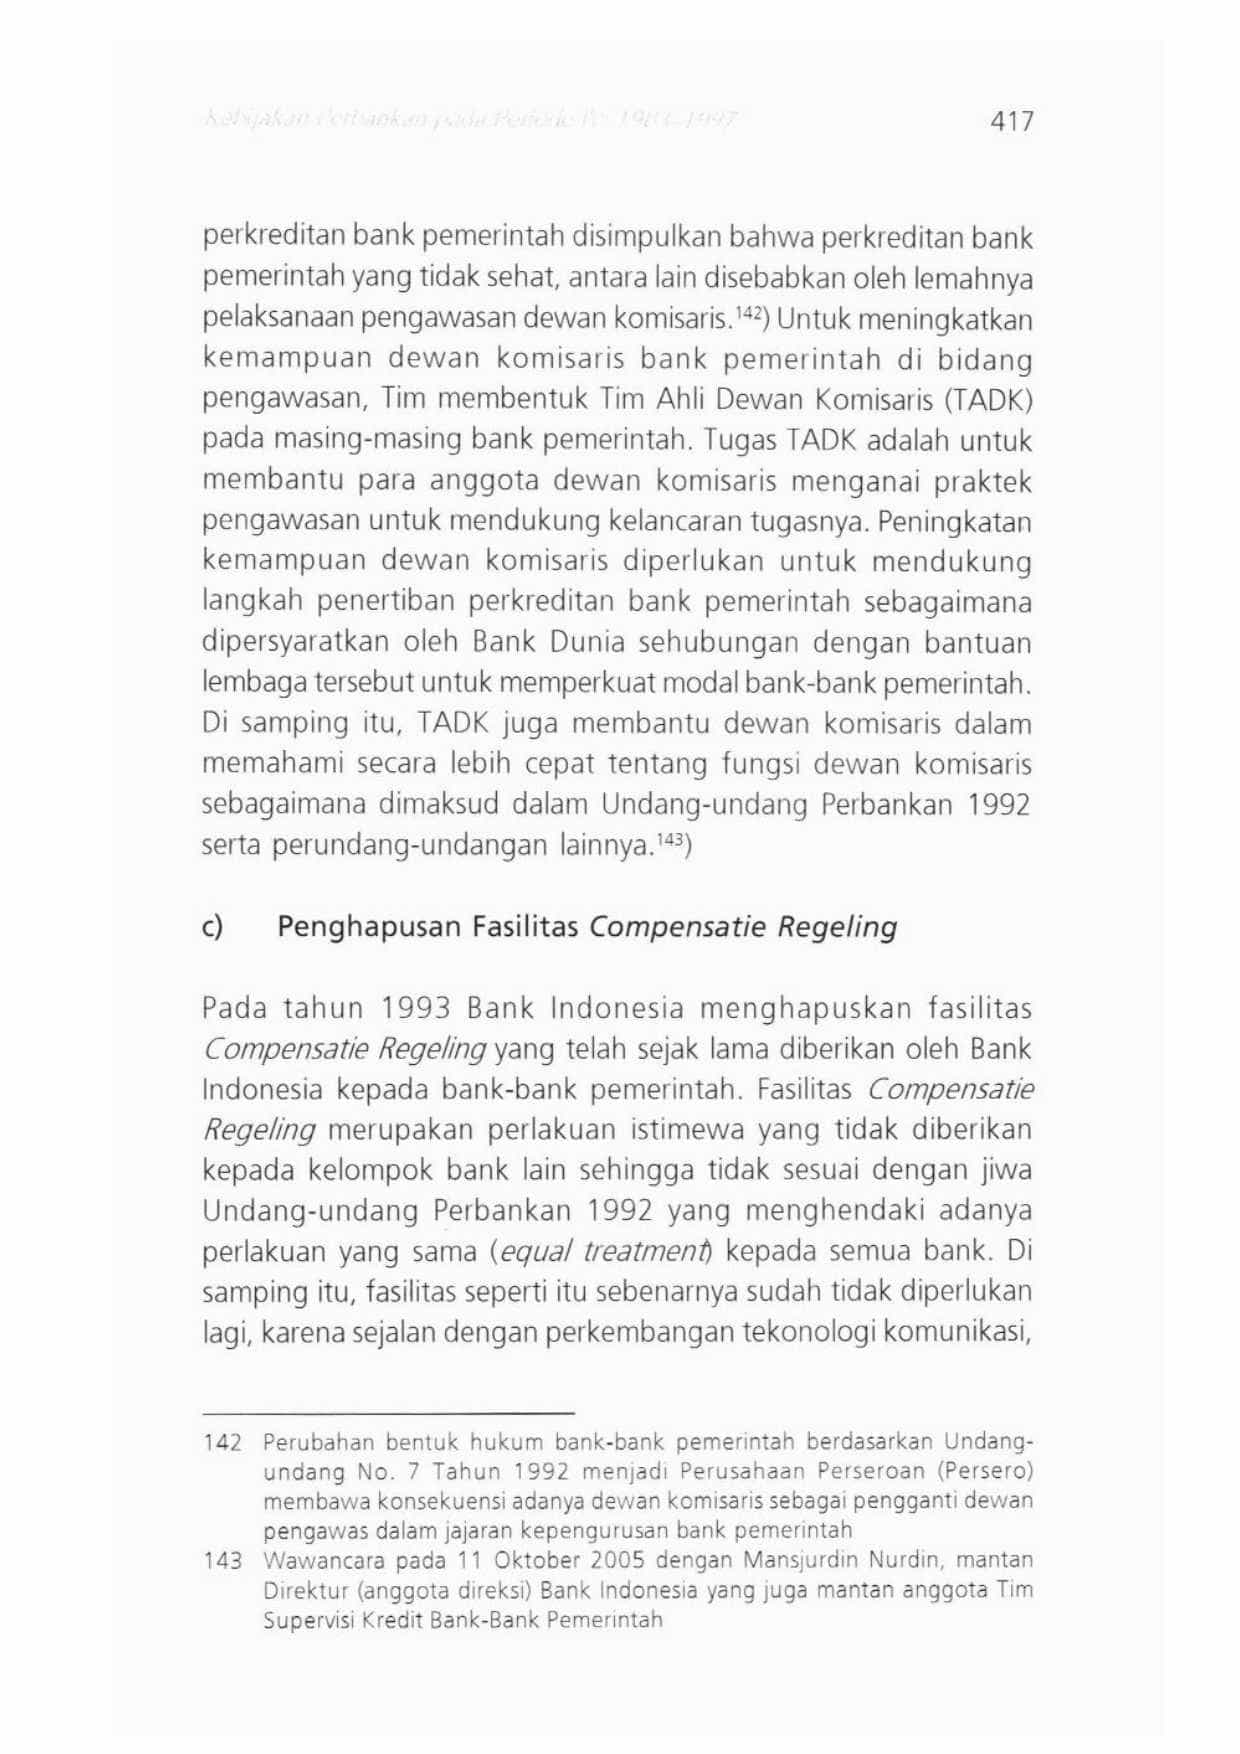 Kebijakan Perbankan pada Periode 1997
417
perkreditan bank pemerintah disimpulkan bahwa perkreditan bank
pemerintah yang tidak sehat, antara lain disebabkan oleh lemahnya
pelaksanaan pengawasan dewan komisaris.¹⁴²) Untuk meningkatkan
kemampuan dewan komisaris bank pemerintah di bidang
pengawasan, Tim membentuk Tim Ahli Dewan Komisaris (TADK)
pada masing-masing bank pemerintah. Tugas TADK adalah untuk
membantu para anggota dewan komisaris menganai praktek
pengawasan untuk mendukung kelancaran tugasnya. Peningkatan
kemampuan dewan komisaris diperlukan untuk mendukung
langkah penertiban perkreditan bank pemerintah sebagaimana
dipersyaratkan oleh Bank Dunia sehubungan dengan bantuan
lembaga tersebut untuk memperkuat modal bank-bank pemerintah.
Di samping itu, TADK juga membantu dewan komisaris dalam
memahami secara lebih cepat tentang fungsi dewan komisaris
sebagaimana dimaksud dalam Undang-undang Perbankan 1992
serta perundang-undangan lainnya.¹⁴³)
c) Penghapusan Fasilitas Compensatie Regeling
Pada tahun 1993 Bank Indonesia menghapuskan fasilitas
Compensatie Regeling yang telah sejak lama diberikan oleh Bank
Indonesia kepada bank-bank pemerintah. Fasilitas Compensatie
Regeling merupakan perlakuan istimewa yang tidak diberikan
kepada kelompok bank lain sehingga tidak sesuai dengan jiwa
Undang-undang Perbankan 1992 yang menghendaki adanya
perlakuan yang sama (equal treatment) kepada semua bank. Di
samping itu, fasilitas seperti itu sebenarnya sudah tidak diperlukan
lagi, karena sejalan dengan perkembangan tekonologi komunikasi,
142 Perubahan bentuk hukum bank-bank pemerintah berdasarkan Undang-
undang No. 7 Tahun 1992 menjadi Perusahaan Perseroan (Persero)
membawa konsekuensi adanya dewan komisaris sebagai pengganti dewan
pengawas dalam jajaran kepengurusan bank pemerintah
143 Wawancara pada 11 Oktober 2005 dengan Mansjurdin Nurdin, mantan
Direktur (anggota direksi) Bank Indonesia yang juga mantan anggota Tim
Supervisi Kredit Bank-Bank Pemerintah